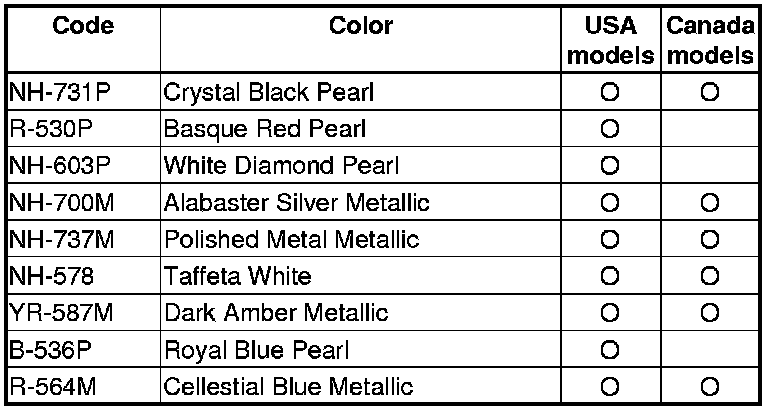 Code Color USA models Canada models
NH-731P Crystal Black Pearl O O
R-530P Basque Red Pearl O
NH-603P White Diamond Pearl O
NH-700M Alabaster Silver Metallic O O
NH-737M Polished Metal Metallic O O
NH-578 Taffeta White O O
YR-587M Dark Amber Metallic O O
B-536P Royal Blue Pearl O
R-564M Cellestial Blue Metallic O O